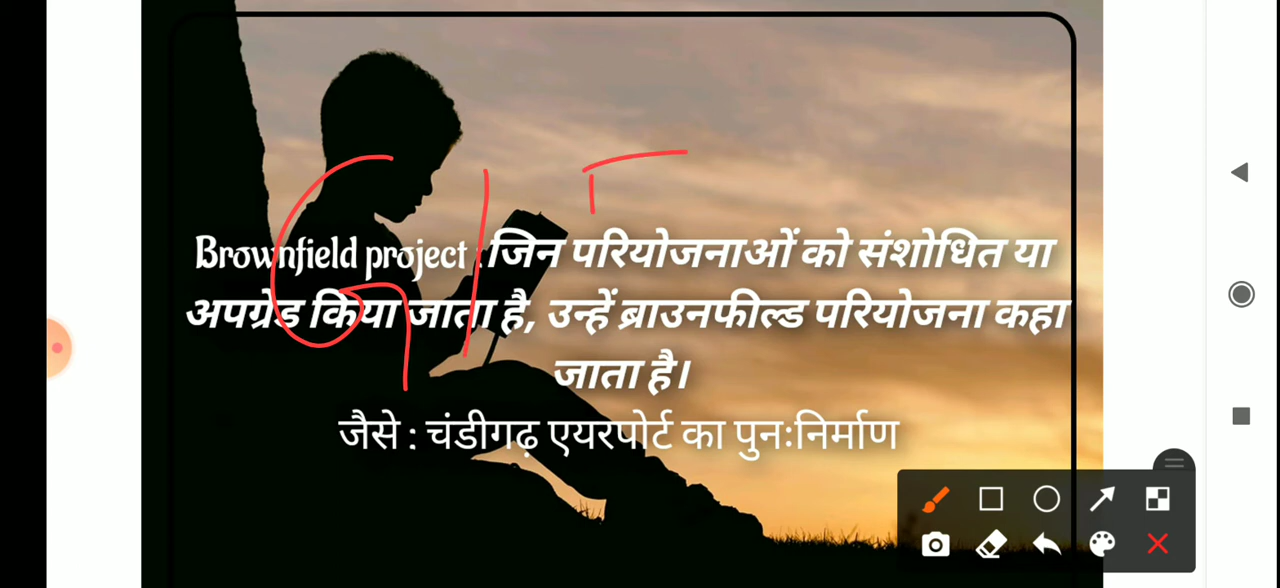 Brownfield project : जिन परियोजनाओं को संशोधित या
अपग्रेड किया जाता है, उन्हें ब्राउनफील्ड परियोजना कहा
जाता है।
जैसे : चंडीगढ़ एयरपोर्ट का पुनःनिर्माण